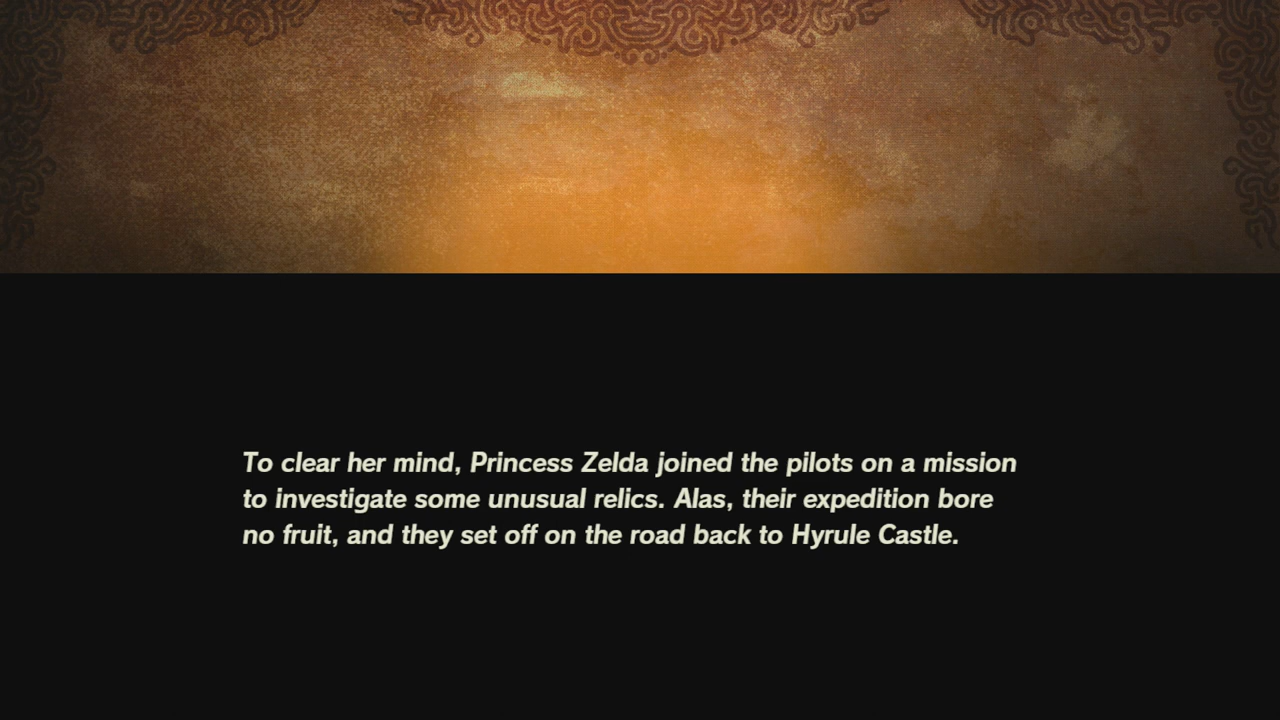 To clear her mind, Princess Zelda joined the pilots on a mission
to investigate some unusual relics. Alas, their expedition bore
no fruit, and they set off on the road back to Hyrule Castle.